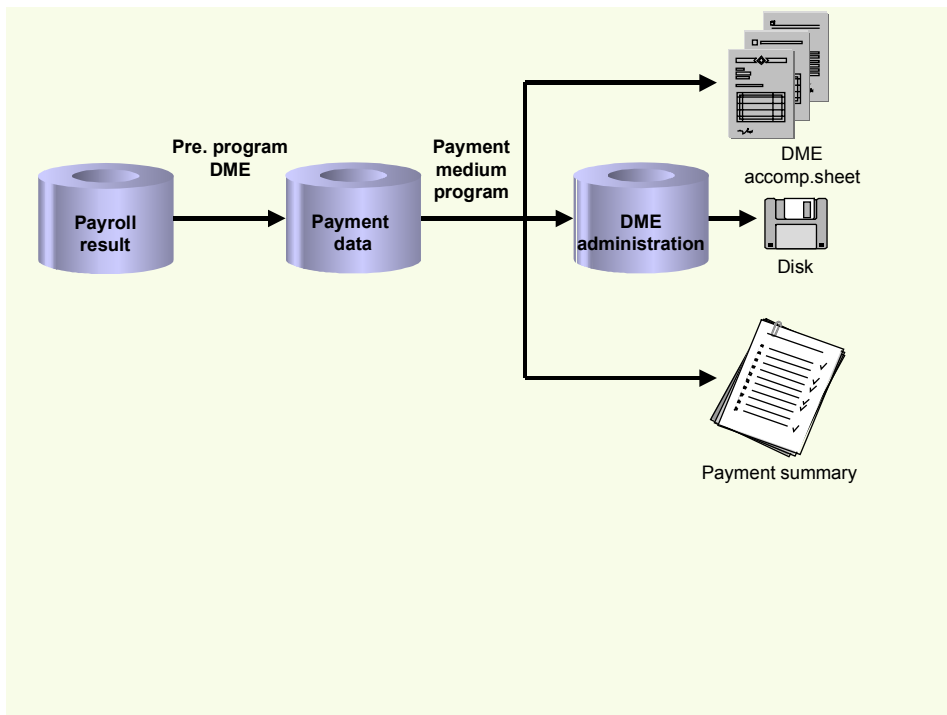 Pre. program
DME
Payment
medium
program
Payroll
result
Payment
data
DME
administration
DME
accomp.sheet
Disk
Payment summary